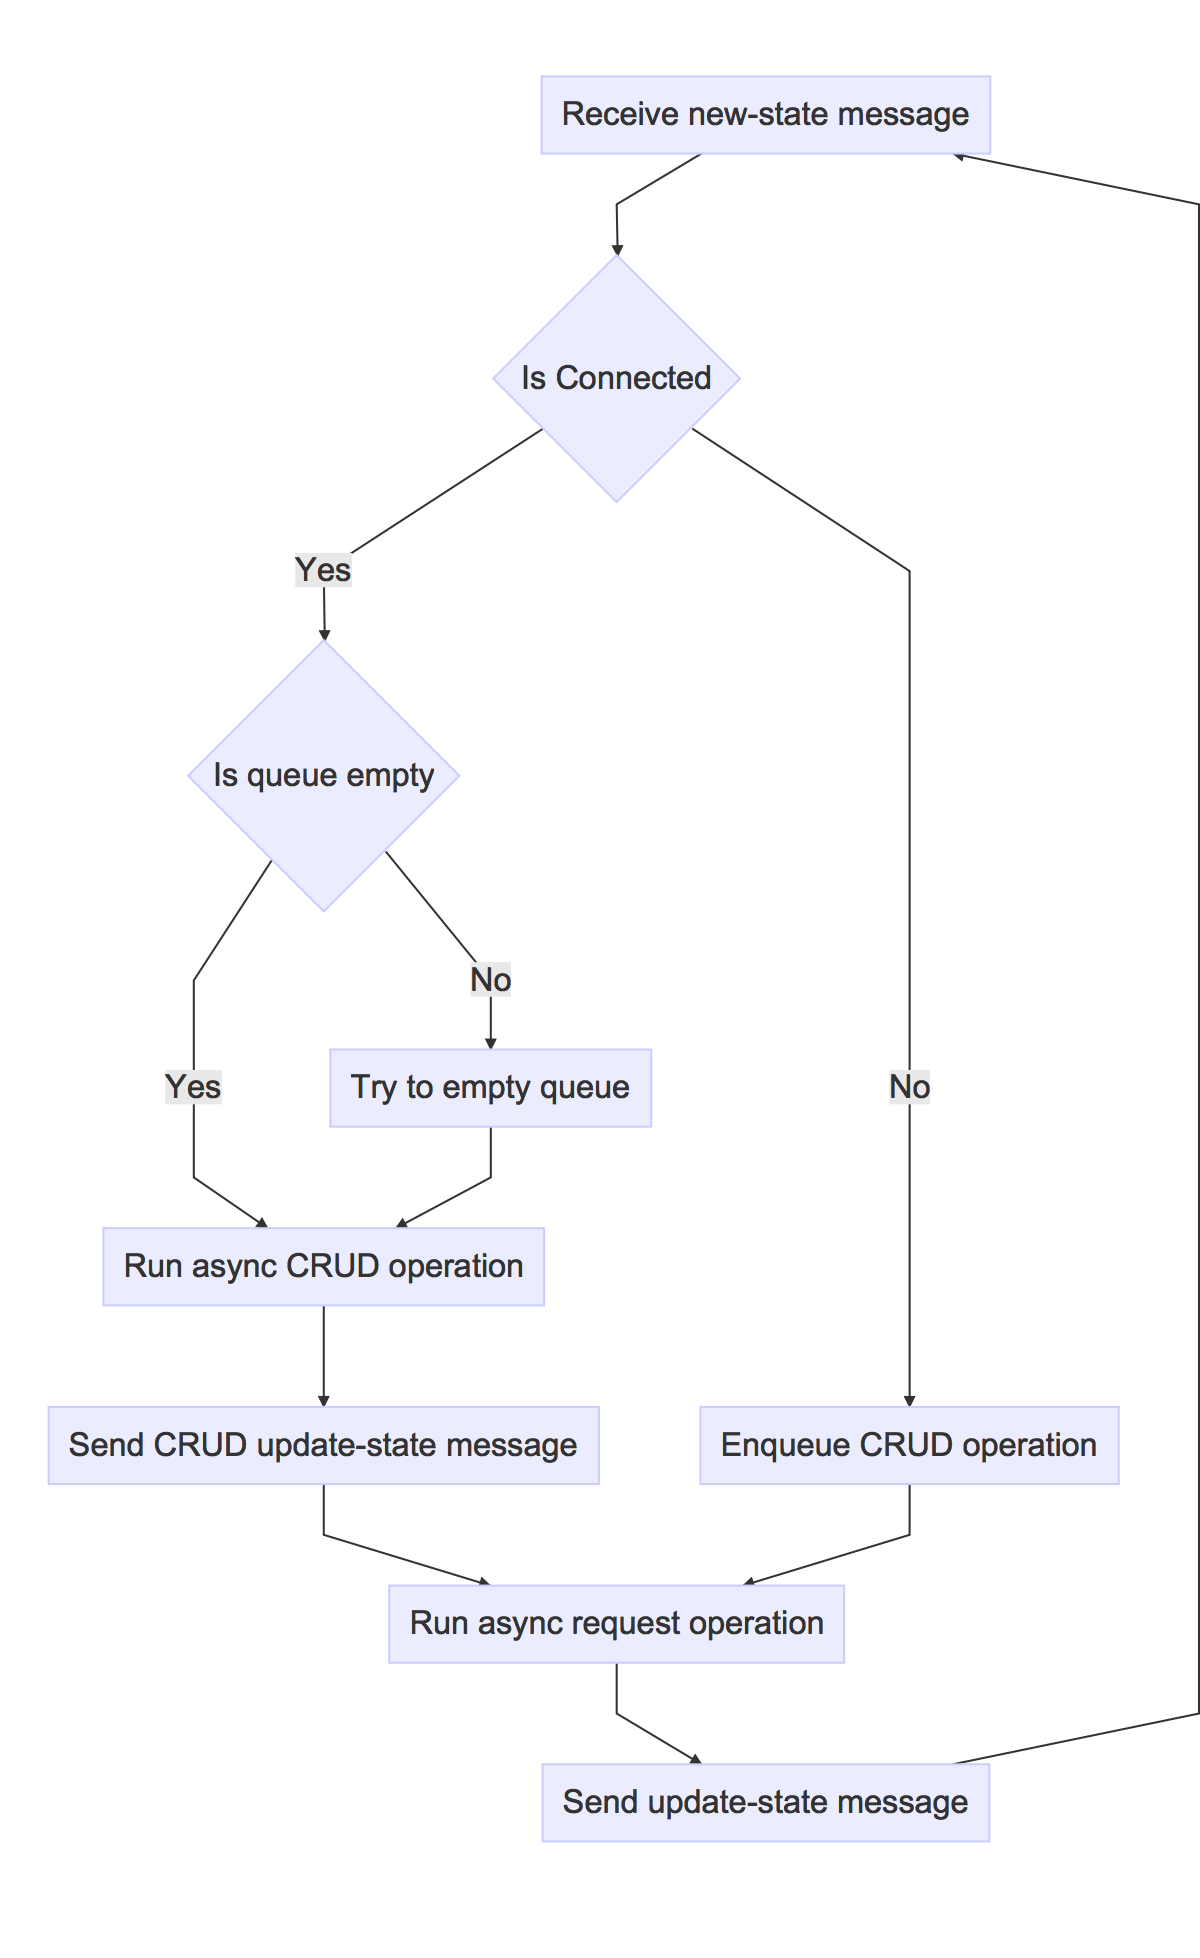 Receive new-state message
Is Connected
Yes
Is queue empty
No
Yes
Try to empty queue
No
Run async CRUD operation
Send CRUD update-state message
Enqueue CRUD operation
Run async request operation
Send update-state message